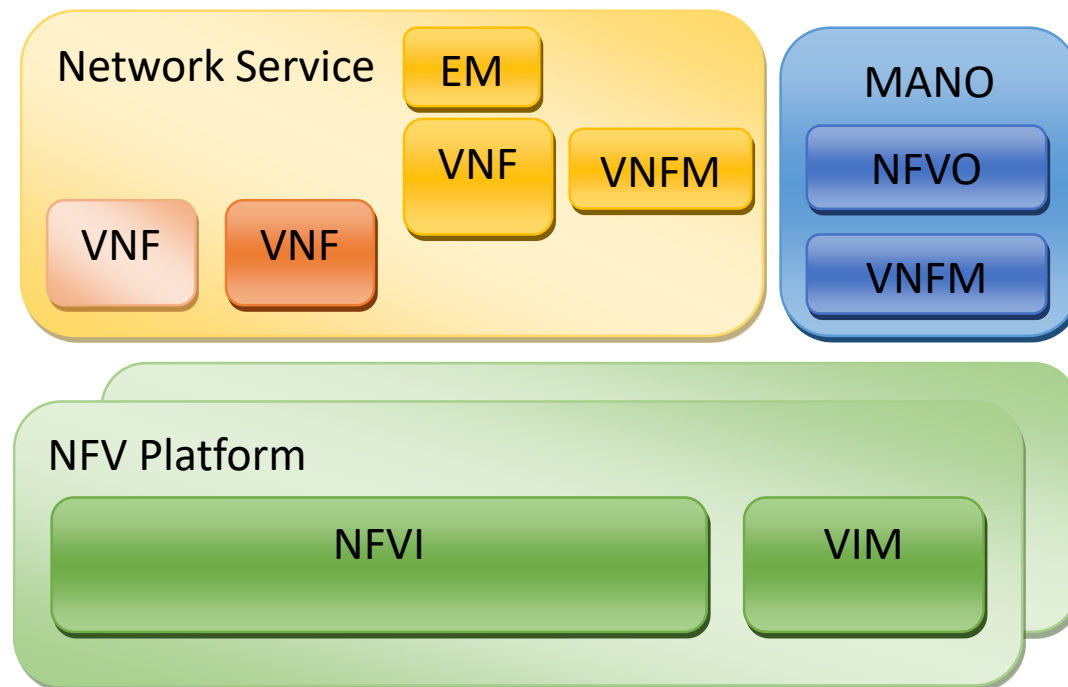 Network Service
EM
VNF
VNFM
VNF
VNF
MANO
NFVO
VNFM
NFV Platform
NFVI
VIM